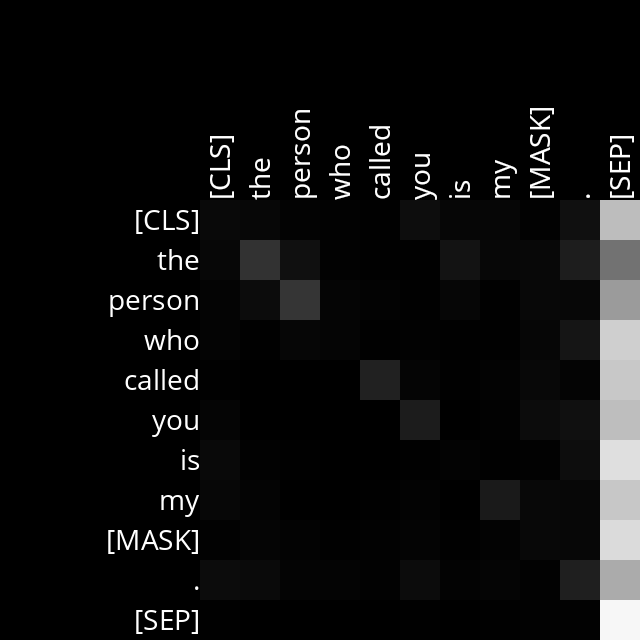 [CLS] the person who called you is my [MASK] . [SEP]
[CLS]
the
person
who
called
you
is
my
[MASK]
.
[SEP]